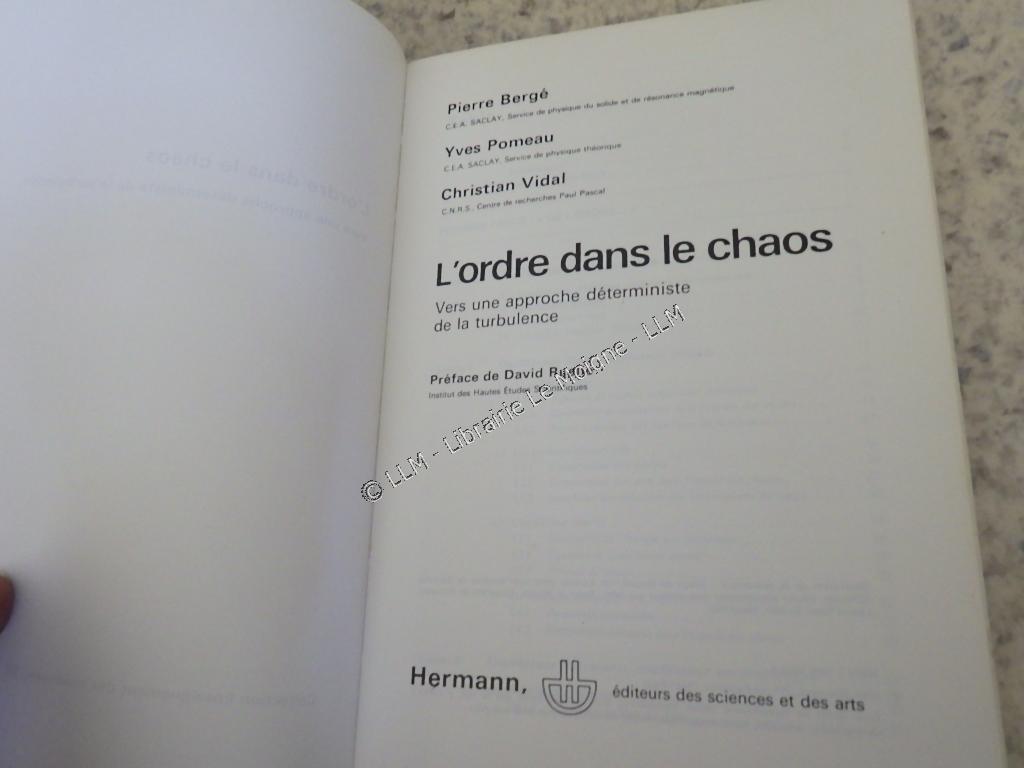 Pierre Bergé
C.E.A. SACLAY, Service de physique du solide et de résonance magnétique
Yves Pomeau
C.E.A. SACLAY, Service de physique théorique
Christian Vidal
C.N.R.S., Centre de recherches Paul Pascal
L'ordre dans le chaos
Vers une approche déterministe
de la turbulence
Préface de David Ruelle
Institut des Hautes Études Scientifiques
© LLM - Librairie Le Moigne - LLM
Hermann,
éditeurs des sciences et des arts